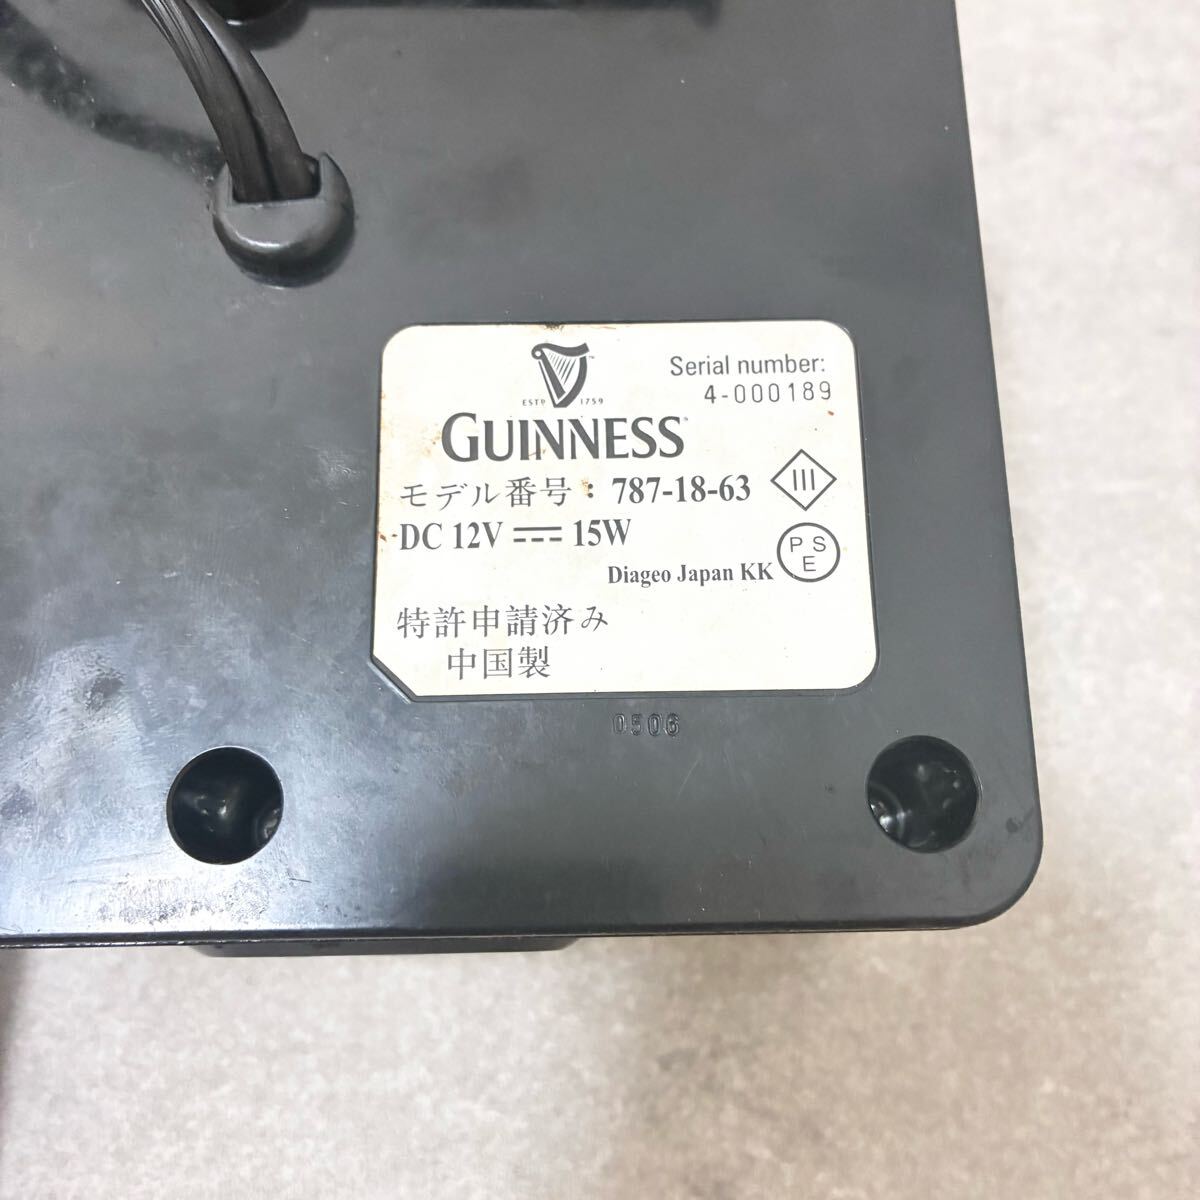 Serial number:
4-000189
ESTD 1759
GUINNESS
モデル番号：787-18-63
DC 12V ⎓ 15W
III
PSE
Diageo Japan KK
特許申請済み
中国製
0506